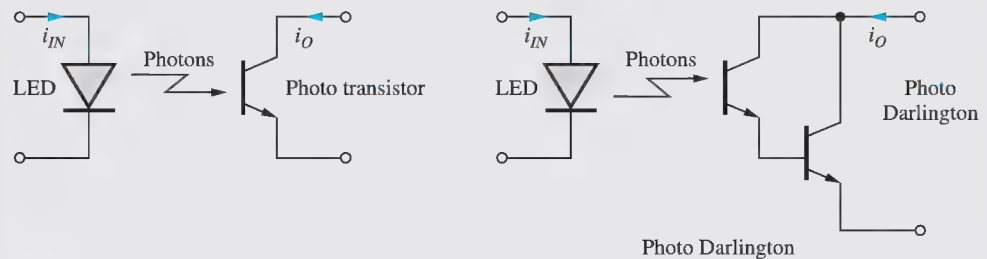 i_IN
Photons
i_O
LED
Photo transistor
i_IN
Photons
i_O
LED
Photo
Darlington
Photo Darlington